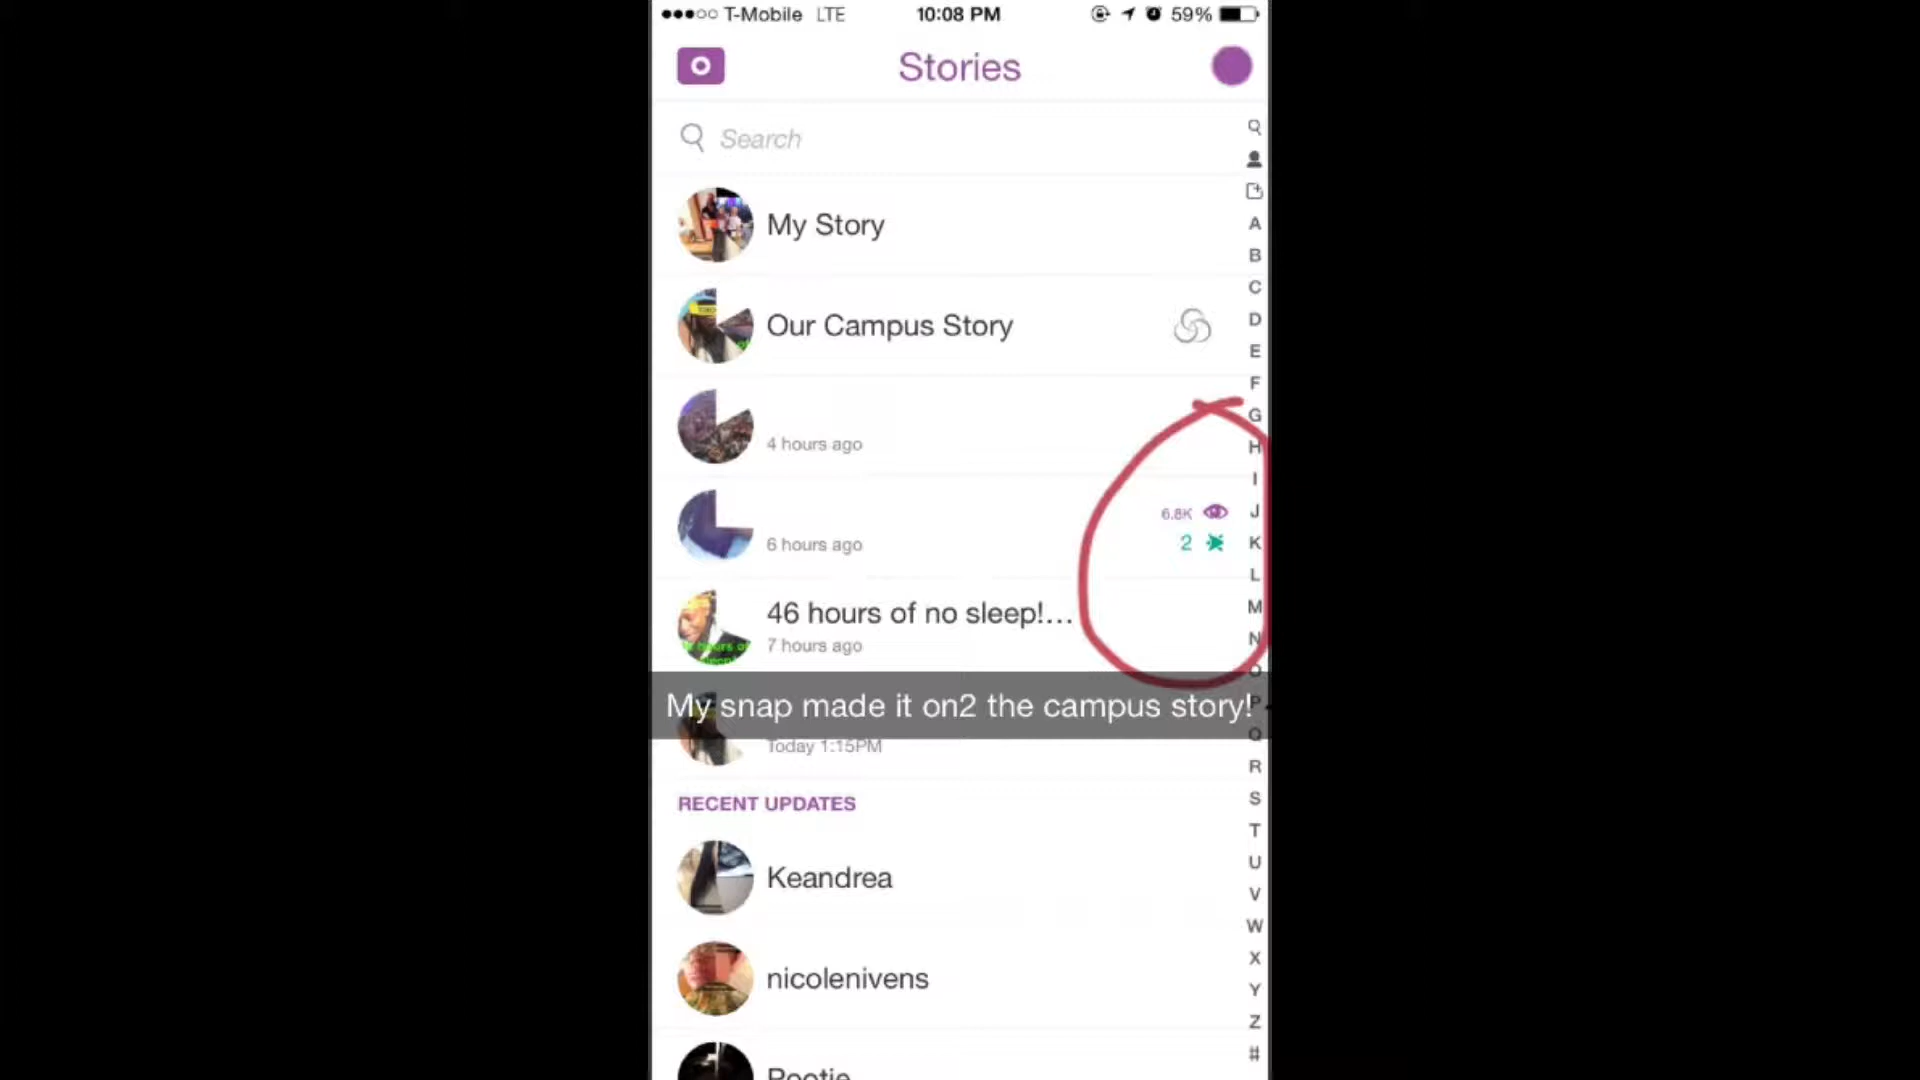 T-Mobile LTE 10:08 PM 59%
Stories
Search
My Story
Our Campus Story
4 hours ago
6.8K
2
6 hours ago
46 hours of no sleep!...
7 hours ago
My snap made it on2 the campus story!
Today 1:15PM
RECENT UPDATES
Keandrea
nicolenivens
Pootie
A
B
C
D
E
F
G
H
I
J
K
L
M
N
O
P
Q
R
S
T
U
V
W
X
Y
Z
#